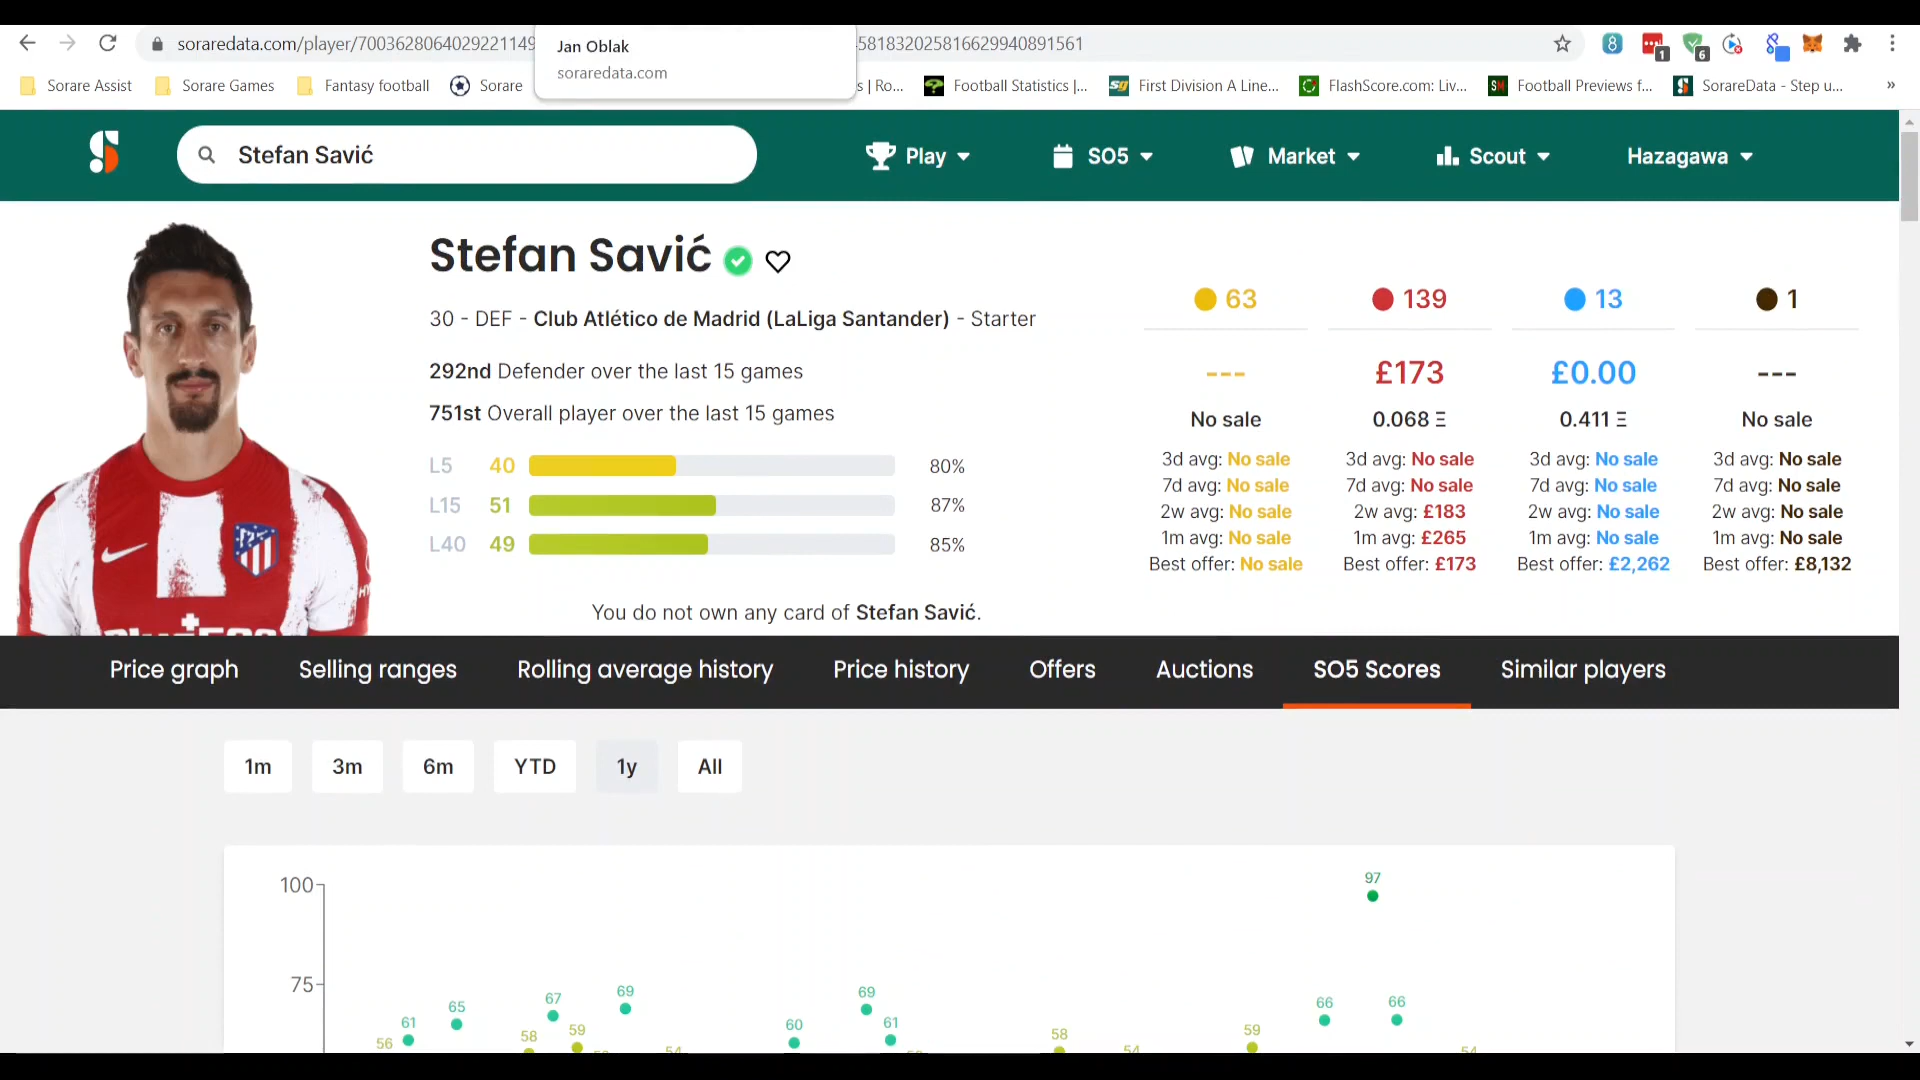 Jan Oblak
soraredata.com
soraredata.com/player/7003628064029221149
581832025816629940891561
1
6
Sorare Assist
Sorare Games
Fantasy football
Sorare
s | Ro...
Football Statistics |...
First Division A Line...
FlashScore.com: Liv...
Football Previews f...
SorareData - Step u...
»
Stefan Savić
Play
SO5
Market
Scout
Hazagawa
Stefan Savić
30 - DEF - Club Atlético de Madrid (LaLiga Santander) - Starter
292nd Defender over the last 15 games
751st Overall player over the last 15 games
L5 40 80%
L15 51 87%
L40 49 85%
You do not own any card of Stefan Savić.
63
---
No sale
3d avg: No sale
7d avg: No sale
2w avg: No sale
1m avg: No sale
Best offer: No sale
139
£173
0.068 Ξ
3d avg: No sale
7d avg: No sale
2w avg: £183
1m avg: £265
Best offer: £173
13
£0.00
0.411 Ξ
3d avg: No sale
7d avg: No sale
2w avg: No sale
1m avg: No sale
Best offer: £2,262
1
---
No sale
3d avg: No sale
7d avg: No sale
2w avg: No sale
1m avg: No sale
Best offer: £8,132
Price graph
Selling ranges
Rolling average history
Price history
Offers
Auctions
SO5 Scores
Similar players
1m
3m
6m
YTD
1y
All
100
97
75
56
61
65
58
67
59
69
54
60
69
61
58
54
59
66
66
54